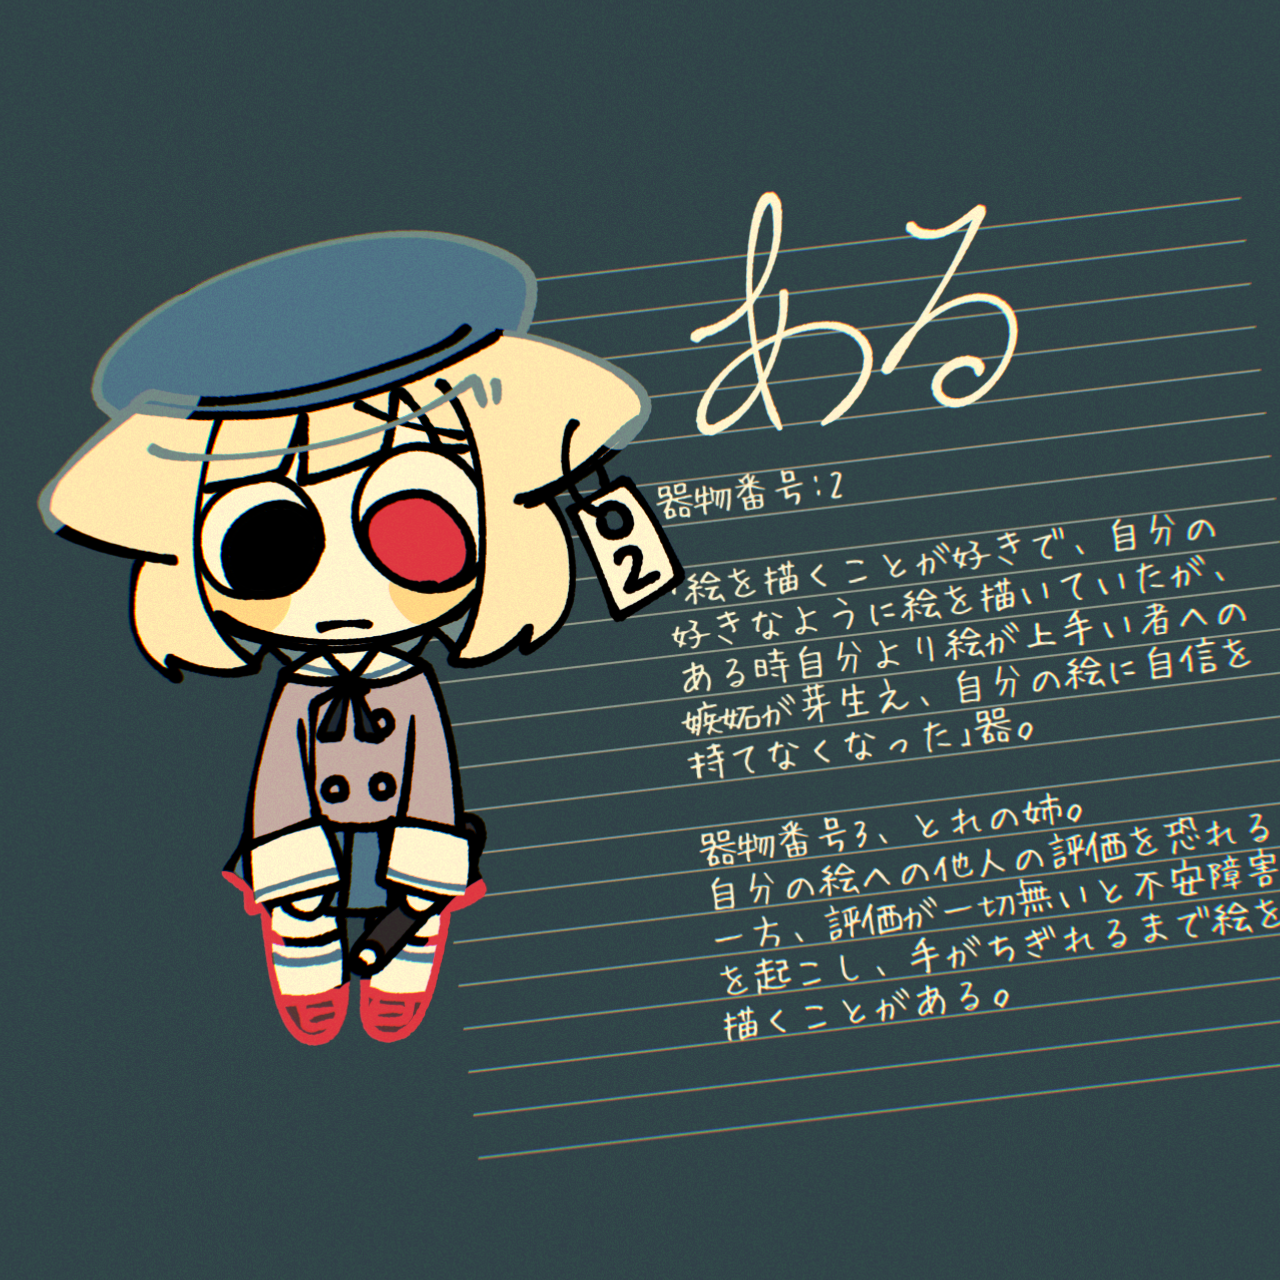 ある
02
器物番号:2
・絵を描くことが好きで、自分の
好きなように絵を描いていたが、
ある時自分より絵が上手い者への
嫉妬が芽生え、自分の絵に自信を
持てなくなった」器。
器物番号3、とれの姉。
自分の絵への他人の評価を恐れる
一方、評価が一切無いと不安障害
を起こし、手がちぎれるまで絵を
描くことがある。